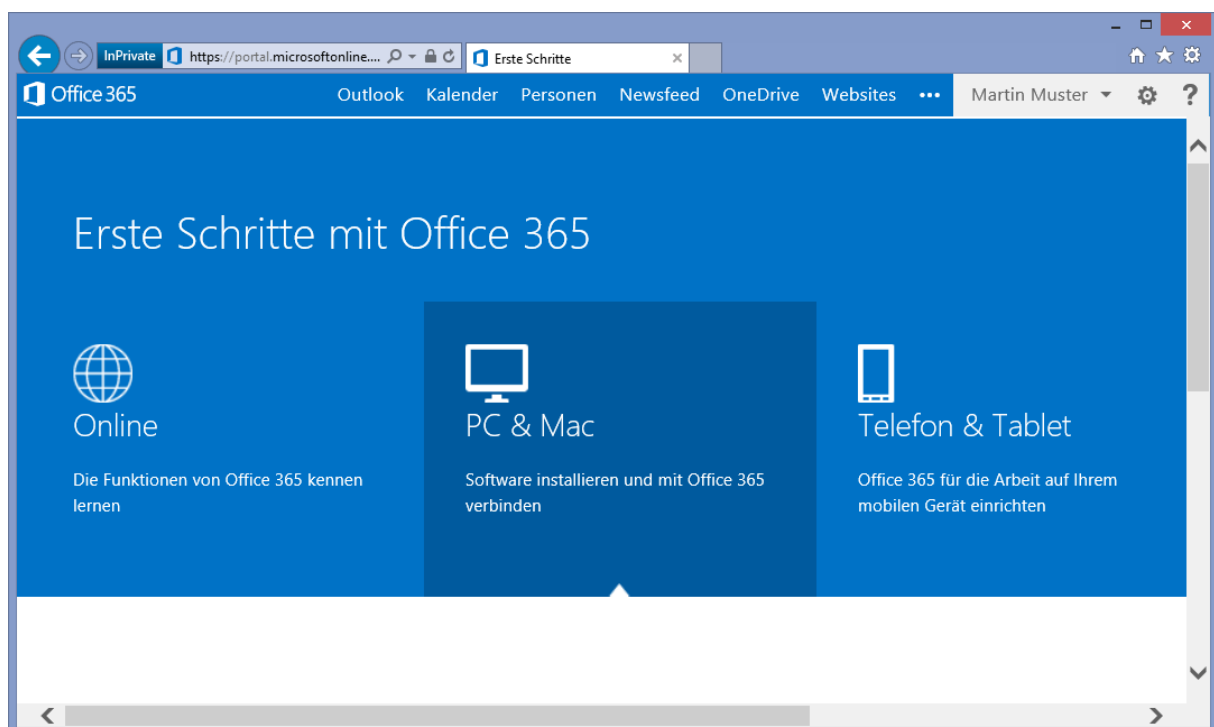 InPrivate https://portal.microsoftonline.... Erste Schritte
Office 365 Outlook Kalender Personen Newsfeed OneDrive Websites ••• Martin Muster ?
Erste Schritte mit Office 365
Online
Die Funktionen von Office 365 kennen
lernen
PC & Mac
Software installieren und mit Office 365
verbinden
Telefon & Tablet
Office 365 für die Arbeit auf Ihrem
mobilen Gerät einrichten